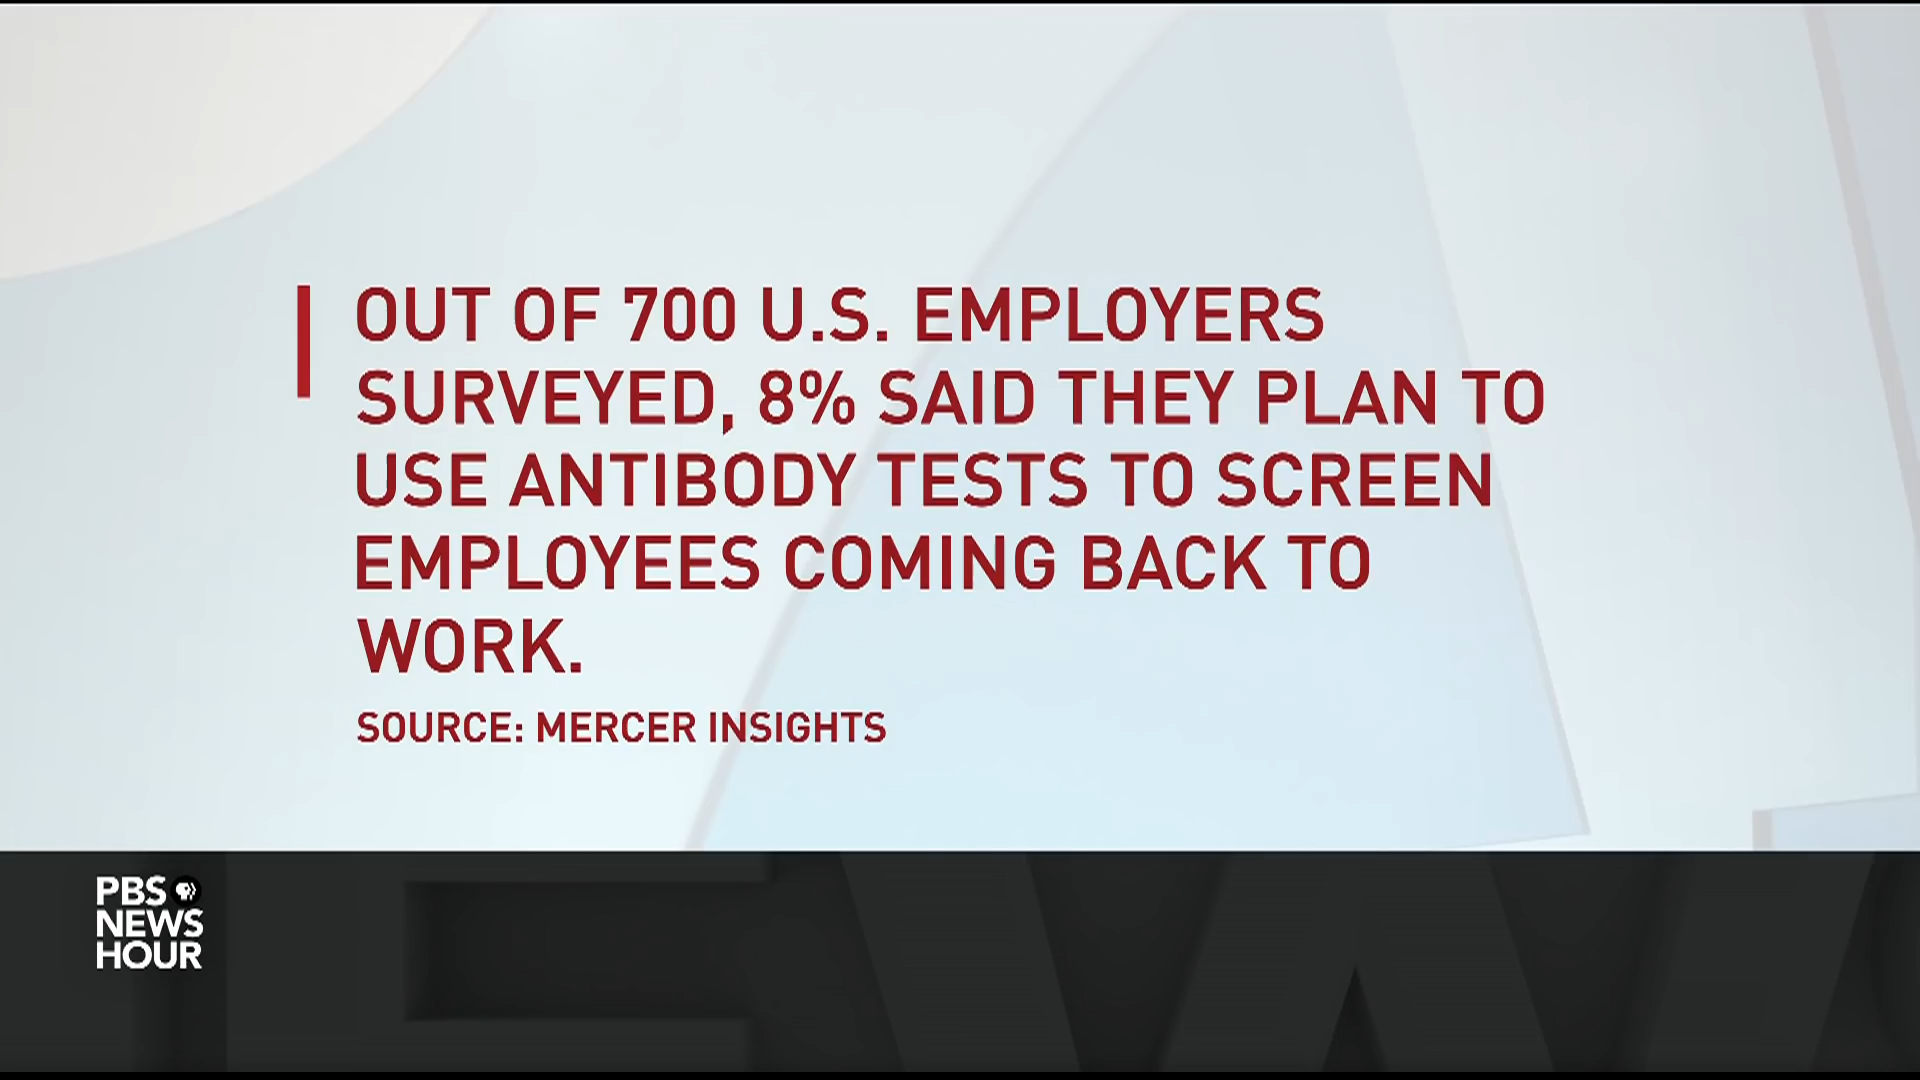 OUT OF 700 U.S. EMPLOYERS
SURVEYED, 8% SAID THEY PLAN TO
USE ANTIBODY TESTS TO SCREEN
EMPLOYEES COMING BACK TO
WORK.
SOURCE: MERCER INSIGHTS
PBS
NEWS
HOUR